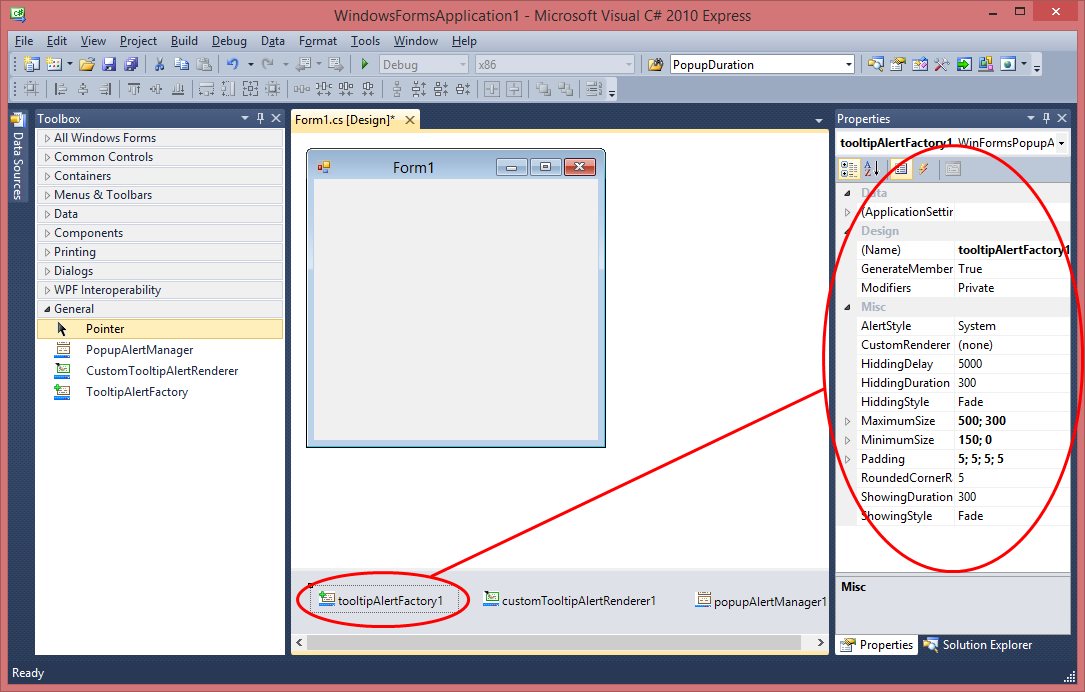 WindowsFormsApplication1 - Microsoft Visual C# 2010 Express
File Edit View Project Build Debug Data Format Tools Window Help
Debug x86 PopupDuration
Data Sources
Toolbox
All Windows Forms
Common Controls
Containers
Menus & Toolbars
Data
Components
Printing
Dialogs
WPF Interoperability
General
Pointer
PopupAlertManager
CustomTooltipAlertRenderer
TooltipAlertFactory
Form1.cs [Design]*
Form1
tooltipAlertFactory1 customTooltipAlertRenderer1 popupAlertManager1
Properties
tooltipAlertFactory1 WinFormsPopupA
Data
(ApplicationSettir
Design
(Name) tooltipAlertFactory1
GenerateMember True
Modifiers Private
Misc
AlertStyle System
CustomRenderer (none)
HiddingDelay 5000
HiddingDuration 300
HiddingStyle Fade
MaximumSize 500; 300
MinimumSize 150; 0
Padding 5; 5; 5; 5
RoundedCornerR 5
ShowingDuration 300
ShowingStyle Fade
Misc
Properties Solution Explorer
Ready